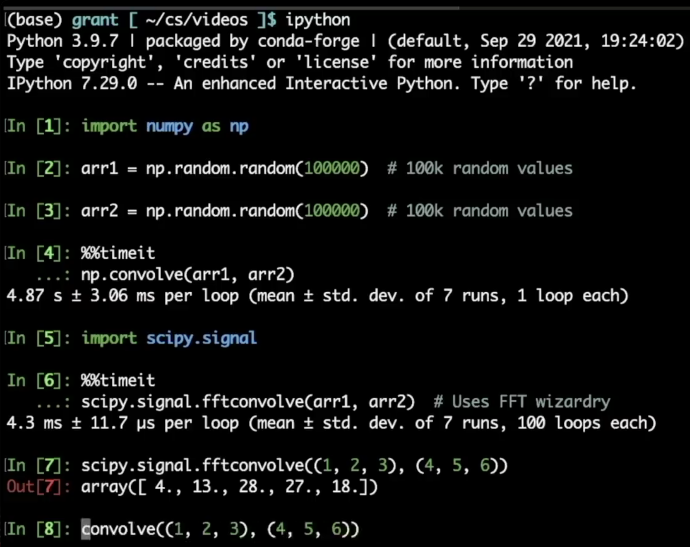 (base) grant [ ~/cs/videos ]$ ipython
Python 3.9.7 | packaged by conda-forge | (default, Sep 29 2021, 19:24:02)
Type 'copyright', 'credits' or 'license' for more information
IPython 7.29.0 -- An enhanced Interactive Python. Type '?' for help.
In [1]: import numpy as np
In [2]: arr1 = np.random.random(100000)  # 100k random values
In [3]: arr2 = np.random.random(100000)  # 100k random values
In [4]: %%timeit
   ...: np.convolve(arr1, arr2)
4.87 s ± 3.06 ms per loop (mean ± std. dev. of 7 runs, 1 loop each)
In [5]: import scipy.signal
In [6]: %%timeit
   ...: scipy.signal.fftconvolve(arr1, arr2)  # Uses FFT wizardry
4.3 ms ± 11.7 µs per loop (mean ± std. dev. of 7 runs, 100 loops each)
In [7]: scipy.signal.fftconvolve((1, 2, 3), (4, 5, 6))
Out[7]: array([ 4., 13., 28., 27., 18.])
In [8]: convolve((1, 2, 3), (4, 5, 6))